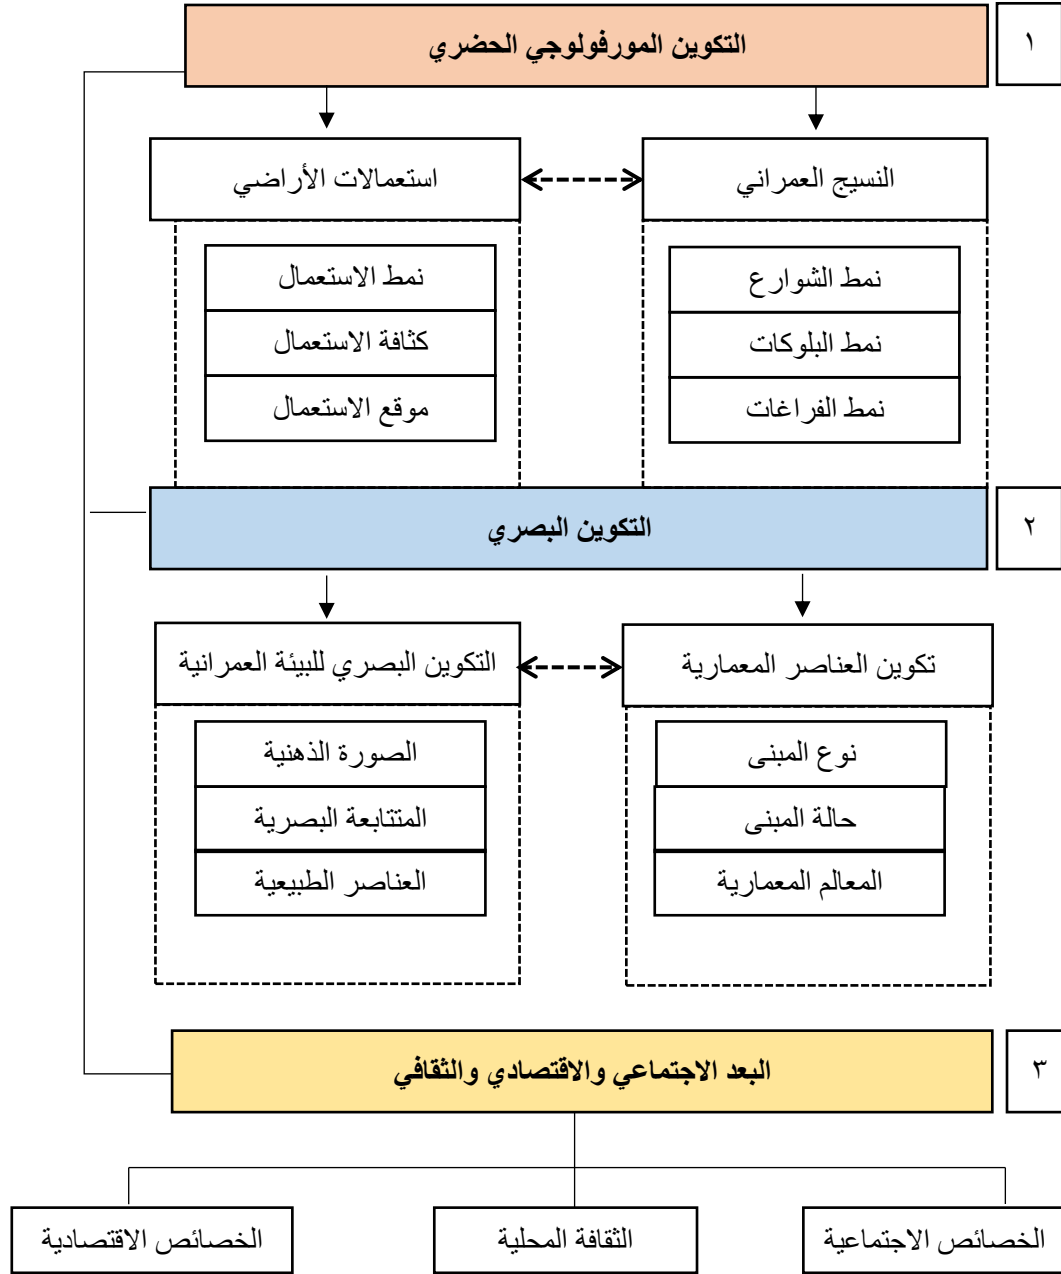 ١
التكوين المورفولوجي الحضري
النسيج العمراني
استعمالات الأراضي
نمط الشوارع
نمط البلوكات
نمط الفراغات
نمط الاستعمال
كثافة الاستعمال
موقع الاستعمال
٢
التكوين البصري
تكوين العناصر المعمارية
التكوين البصري للبيئة العمرانية
نوع المبنى
حالة المبنى
المعالم المعمارية
الصورة الذهنية
المتتابعة البصرية
العناصر الطبيعية
٣
البعد الاجتماعي والاقتصادي والثقافي
الخصائص الاجتماعية
الثقافة المحلية
الخصائص الاقتصادية